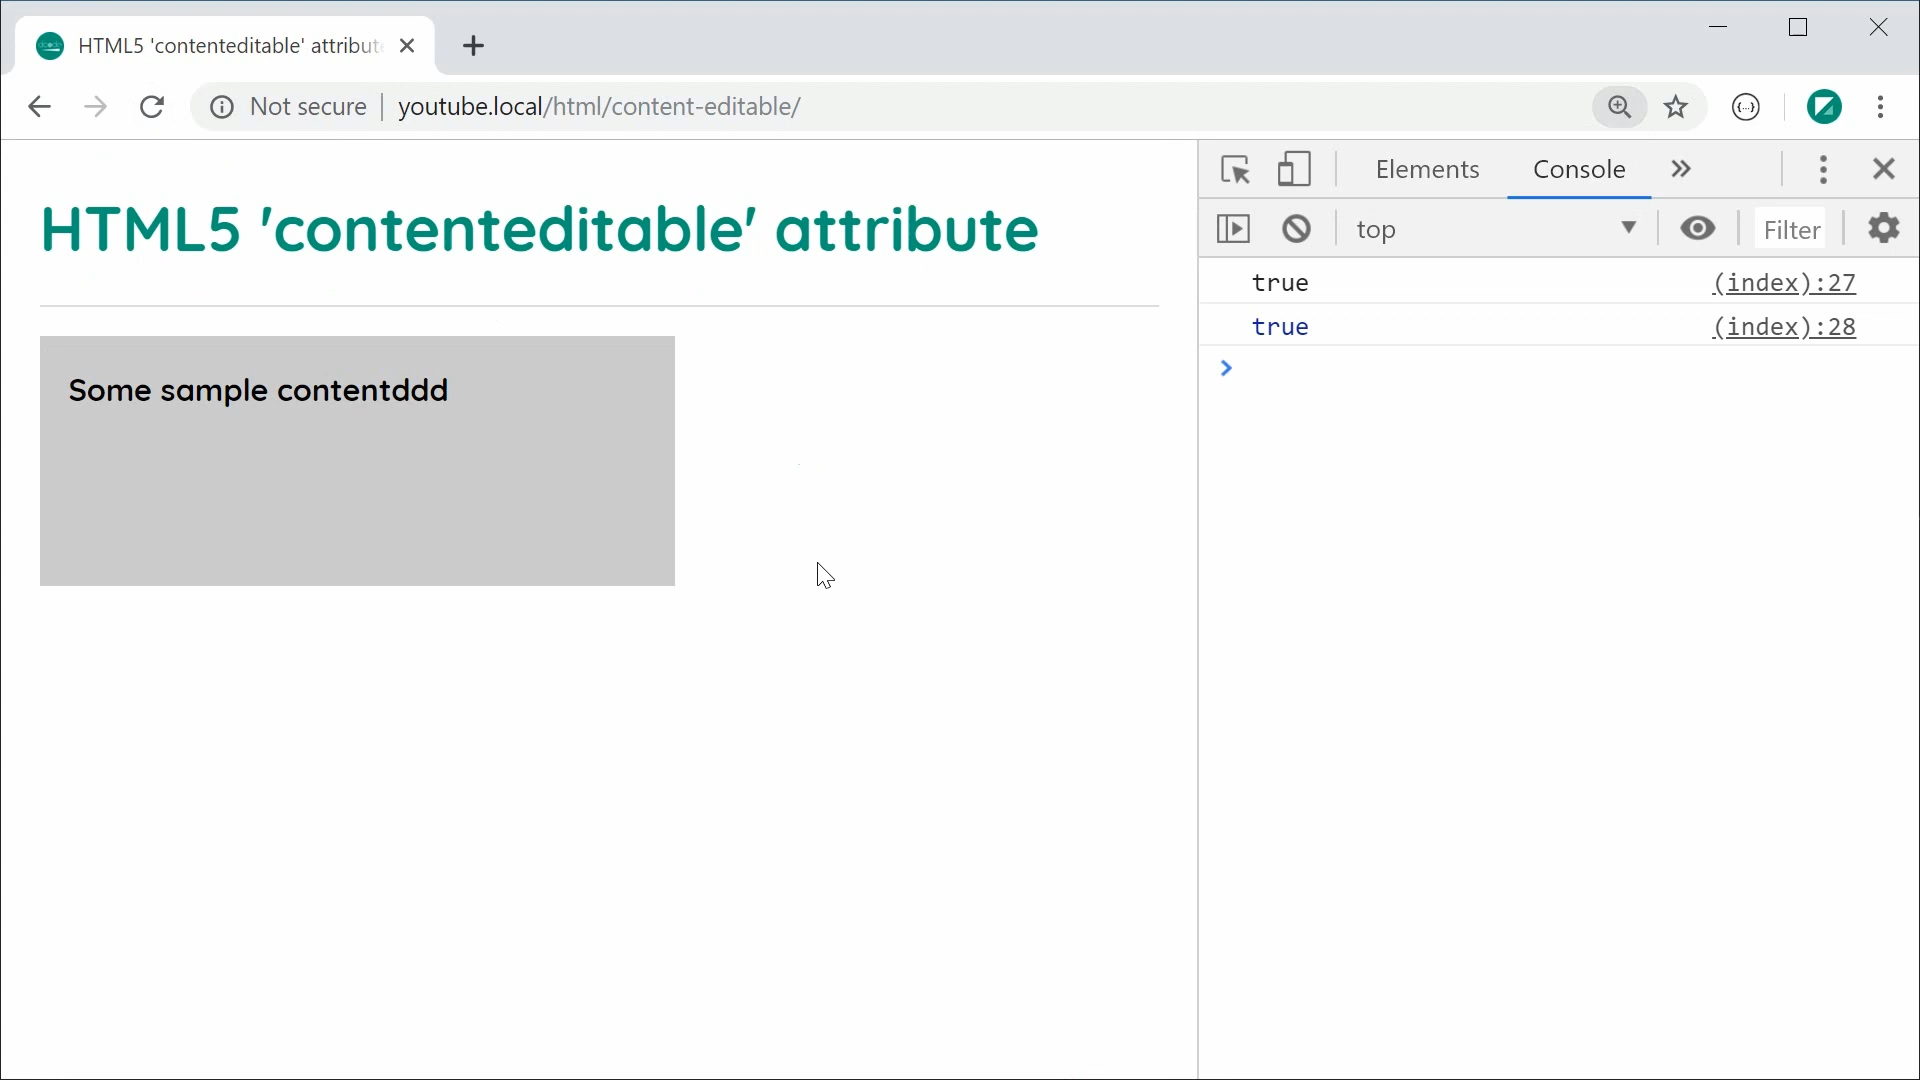 HTML5 'contenteditable' attribute
Not secure
youtube.local/html/content-editable/
HTML5 'contenteditable' attribute
Some sample contentddd
Elements
Console
top
Filter
true (index):27
true (index):28